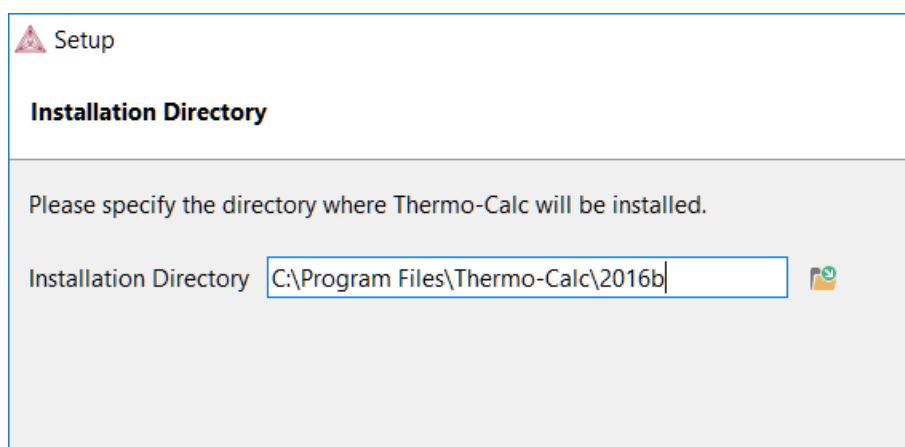 Setup
Installation Directory
Please specify the directory where Thermo-Calc will be installed.
Installation Directory C:\Program Files\Thermo-Calc\2016b